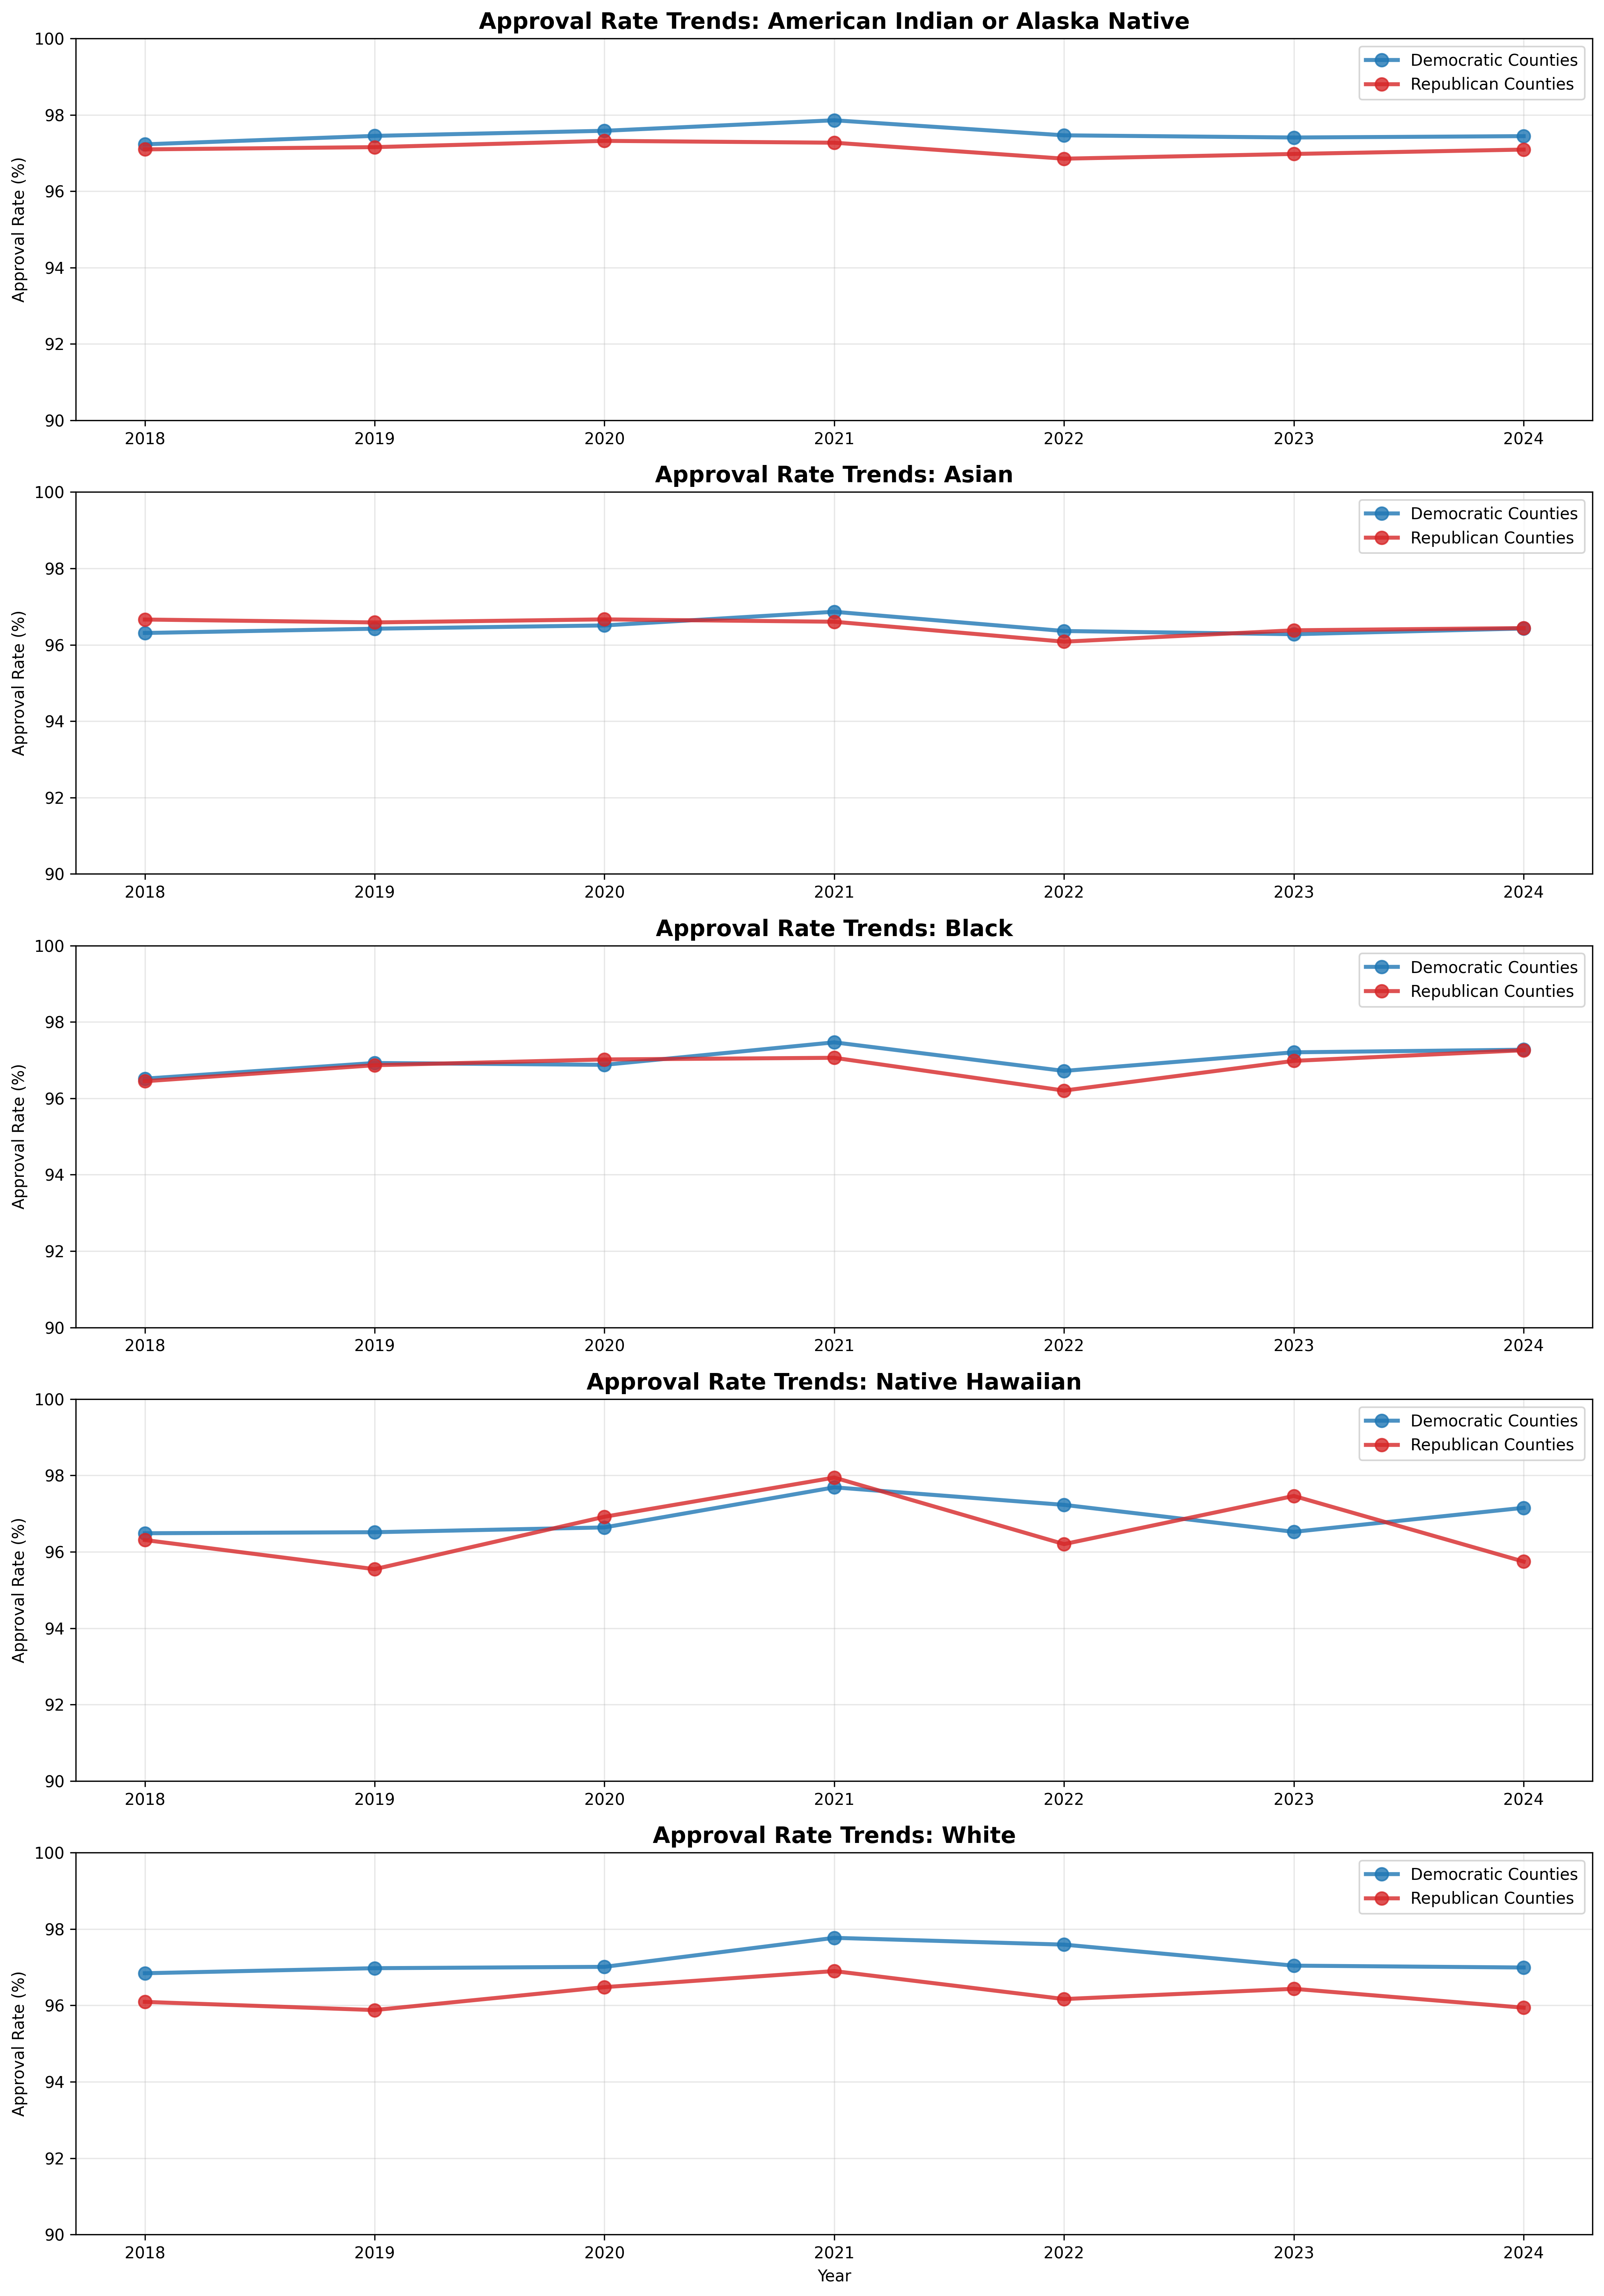 Approval Rate Trends: American Indian or Alaska Native
Approval Rate (%)
100
98
96
94
92
90
Democratic Counties
Republican Counties
2018 2019 2020 2021 2022 2023 2024
Approval Rate Trends: Asian
Approval Rate (%)
100
98
96
94
92
90
Democratic Counties
Republican Counties
2018 2019 2020 2021 2022 2023 2024
Approval Rate Trends: Black
Approval Rate (%)
100
98
96
94
92
90
Democratic Counties
Republican Counties
2018 2019 2020 2021 2022 2023 2024
Approval Rate Trends: Native Hawaiian
Approval Rate (%)
100
98
96
94
92
90
Democratic Counties
Republican Counties
2018 2019 2020 2021 2022 2023 2024
Approval Rate Trends: White
Approval Rate (%)
100
98
96
94
92
90
Democratic Counties
Republican Counties
2018 2019 2020 2021 2022 2023 2024
Year